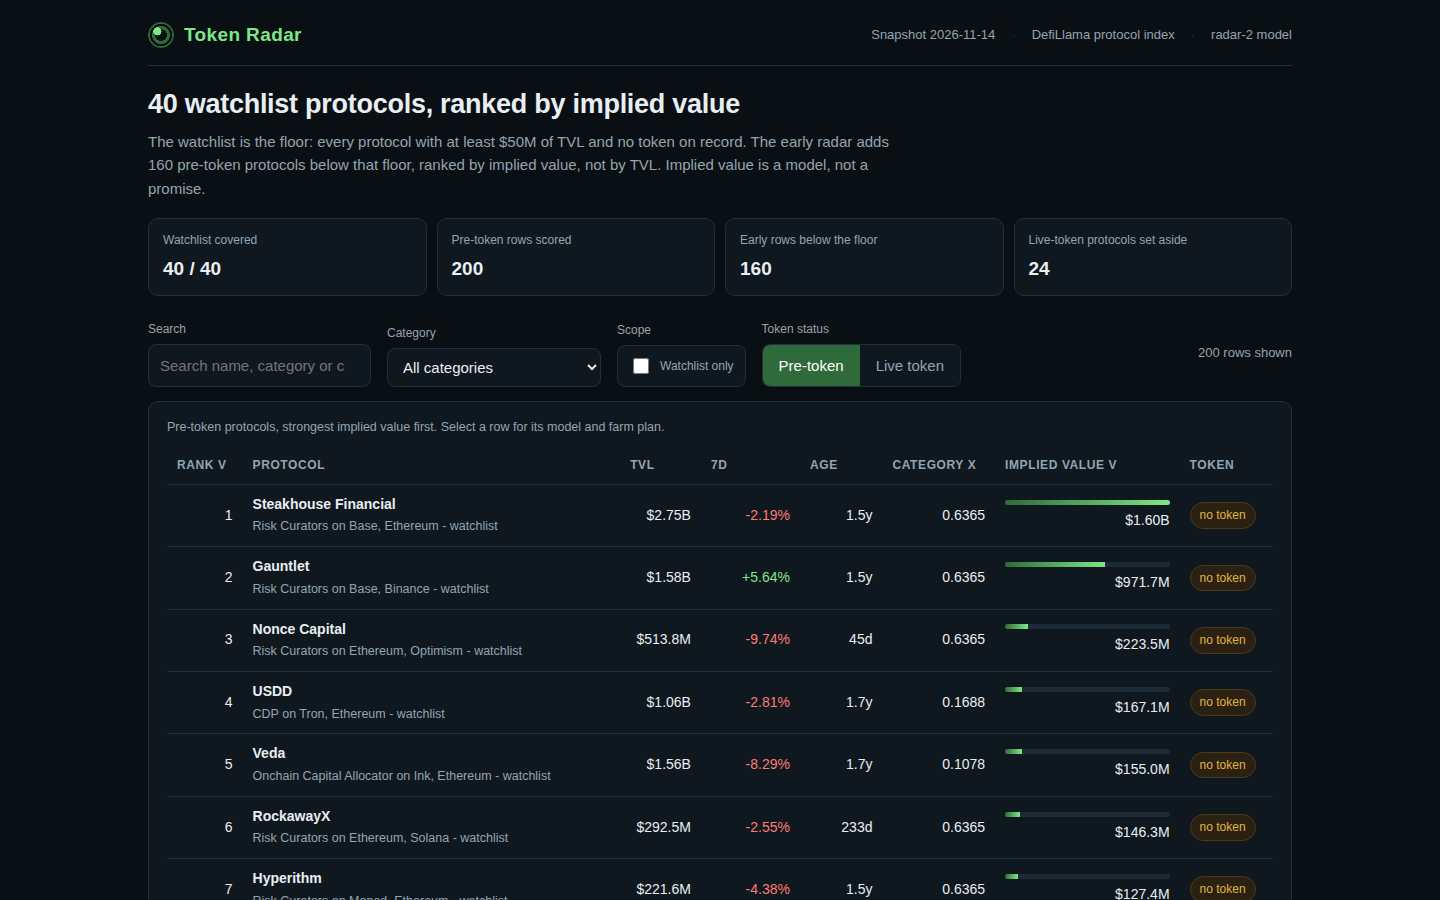 Token Radar
Snapshot 2026-11-14 · DefiLlama protocol index · radar-2 model
40 watchlist protocols, ranked by implied value
The watchlist is the floor: every protocol with at least $50M of TVL and no token on record. The early radar adds
160 pre-token protocols below that floor, ranked by implied value, not by TVL. Implied value is a model, not a
promise.
Watchlist covered
40 / 40
Pre-token rows scored
200
Early rows below the floor
160
Live-token protocols set aside
24
Search
Search name, category or c
Category
All categories
Scope
Watchlist only
Token status
Pre-token Live token
200 rows shown
Pre-token protocols, strongest implied value first. Select a row for its model and farm plan.
RANK V PROTOCOL TVL 7D AGE CATEGORY X IMPLIED VALUE V TOKEN
1 Steakhouse Financial $2.75B -2.19% 1.5y 0.6365 $1.60B no token
Risk Curators on Base, Ethereum - watchlist
2 Gauntlet $1.58B +5.64% 1.5y 0.6365 $971.7M no token
Risk Curators on Base, Binance - watchlist
3 Nonce Capital $513.8M -9.74% 45d 0.6365 $223.5M no token
Risk Curators on Ethereum, Optimism - watchlist
4 USDD $1.06B -2.81% 1.7y 0.1688 $167.1M no token
CDP on Tron, Ethereum - watchlist
5 Veda $1.56B -8.29% 1.7y 0.1078 $155.0M no token
Onchain Capital Allocator on Ink, Ethereum - watchlist
6 RockawayX $292.5M -2.55% 233d 0.6365 $146.3M no token
Risk Curators on Ethereum, Solana - watchlist
7 Hyperithm $221.6M -4.38% 1.5y 0.6365 $127.4M no token
Risk Curators on Monad, Ethereum - watchlist